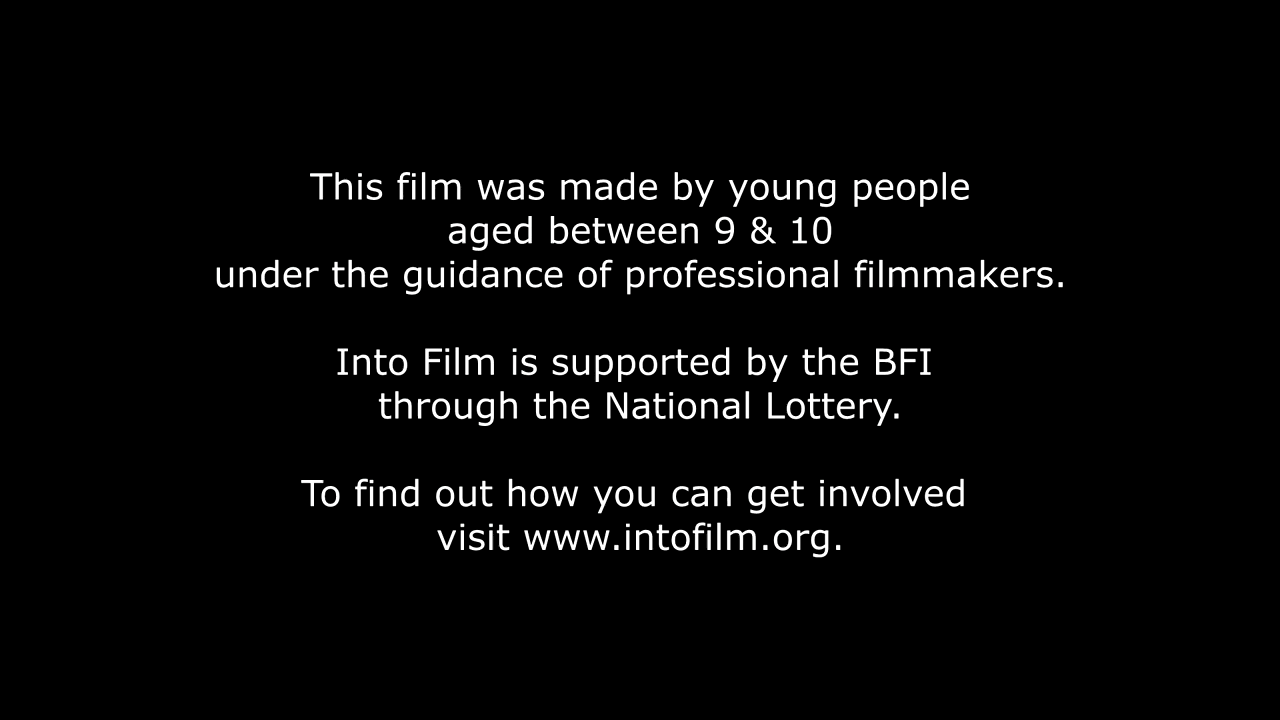 This film was made by young people
aged between 9 & 10
under the guidance of professional filmmakers.
Into Film is supported by the BFI
through the National Lottery.
To find out how you can get involved
visit www.intofilm.org.